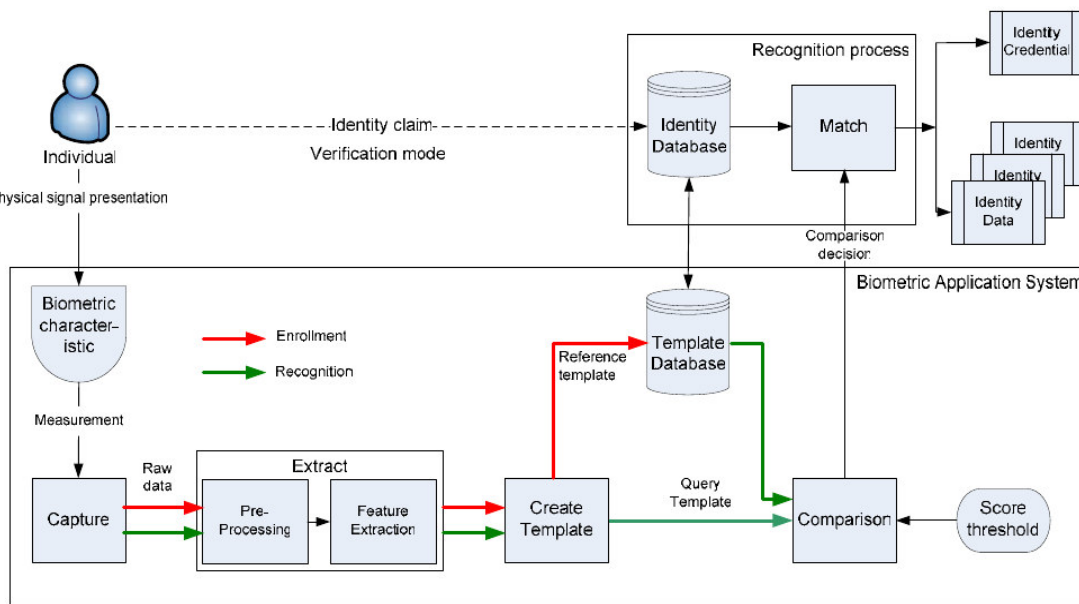 Recognition process
Identity
Credential
Identity claim
Verification mode
Identity
Database
Match
Individual
hysical signal presentation
Identity
Identity
Identity
Data
Comparison
decision
Biometric Application System
Biometric
character-
istic
Enrollment
Recognition
Reference
template
Template
Database
Measurement
Raw
data
Extract
Capture
Pre-
Processing
Feature
Extraction
Create
Template
Query
Template
Comparison
Score
threshold